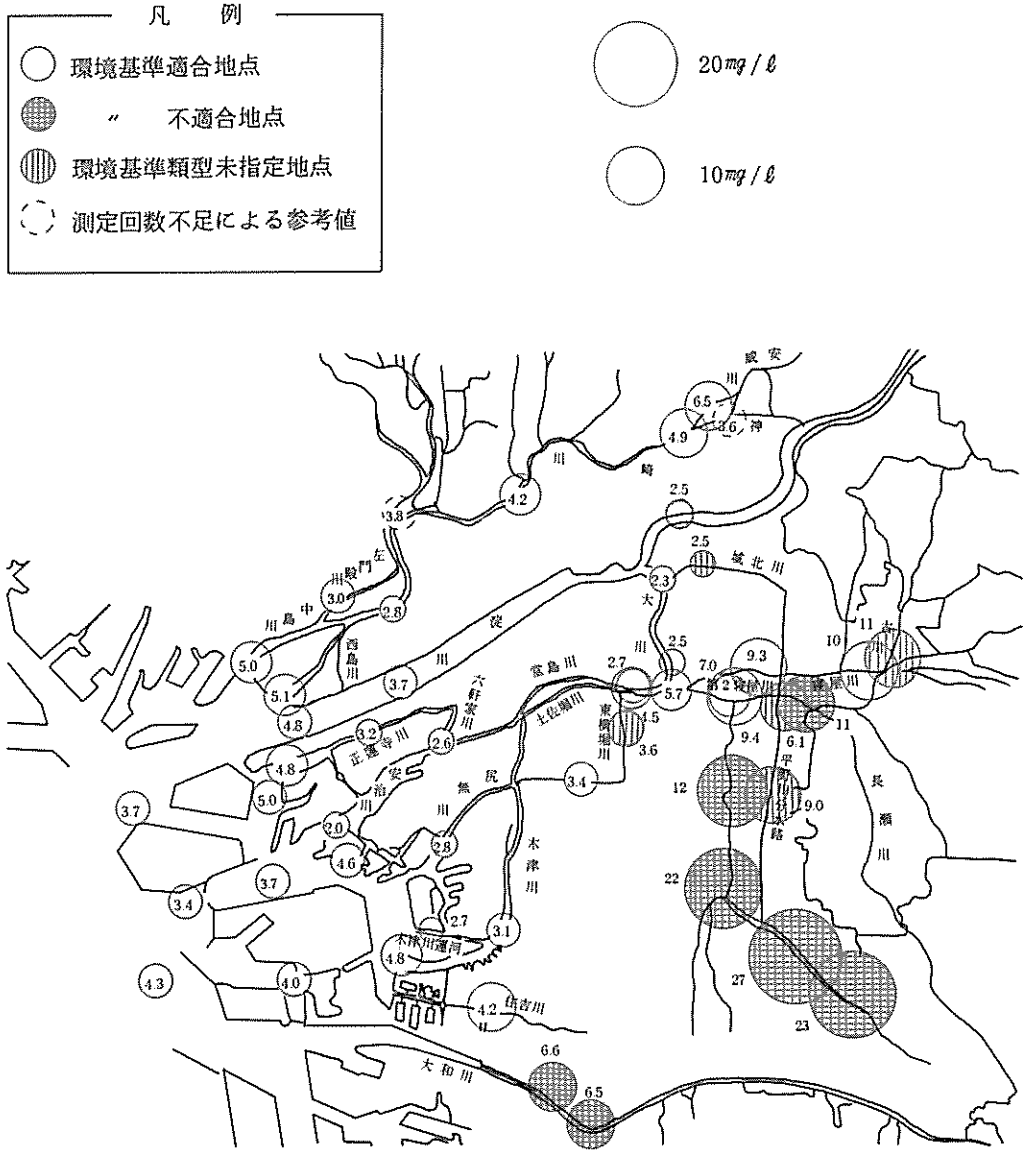 凡 例
環境基準適合地点
〃 不適合地点
環境基準類型未指定地点
測定回数不足による参考値
20mg/ℓ
10mg/ℓ
安威川
6.5
3.6
神崎川
4.9
4.2
2.5
3.8
2.5
城北川
左門殿川
3.0
2.8
2.3
大川
中島川
西島川
淀川
5.0
5.1
3.7
4.8
六軒家川
堂島川
土佐堀川
2.7
2.5
5.7
7.0
9.3
10
11
古川
寝屋川
第2寝屋川
4.5
東横堀川
3.6
9.4
6.1
11
3.2
正蓮寺川
2.6
4.8
5.0
安治川
尻無川
3.4
12
平野川分水路
9.0
長瀬川
3.7
2.0
4.6
2.8
木津川
3.7
3.4
22
2.7
木津川運河
3.1
4.8
4.3
4.0
4.2
住吉川
27
23
大和川
6.6
6.5